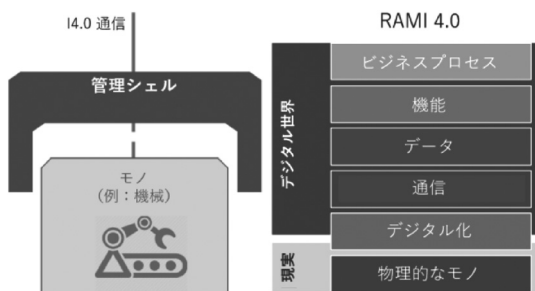 I4.0 通信
管理シェル
モノ
(例：機械)
RAMI 4.0
デジタル世界
ビジネスプロセス
機能
データ
通信
デジタル化
現実
物理的なモノ